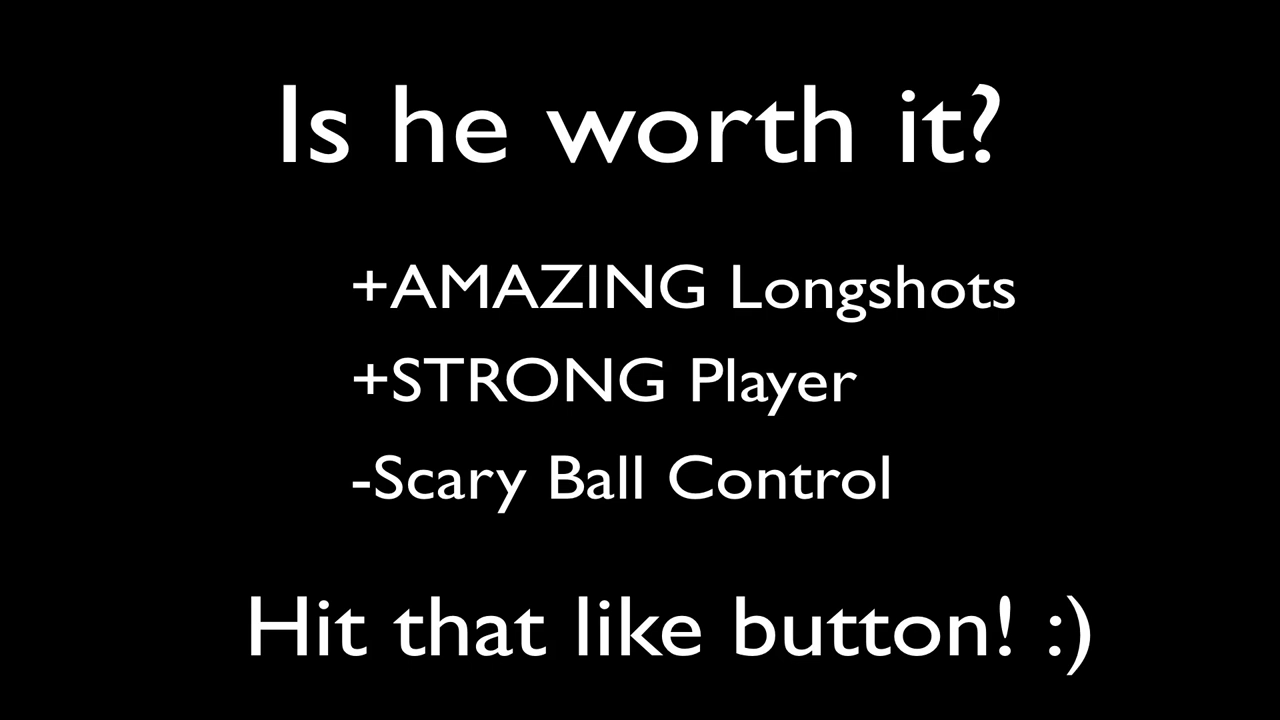 Is he worth it?
+AMAZING Longshots
+STRONG Player
-Scary Ball Control
Hit that like button! :)